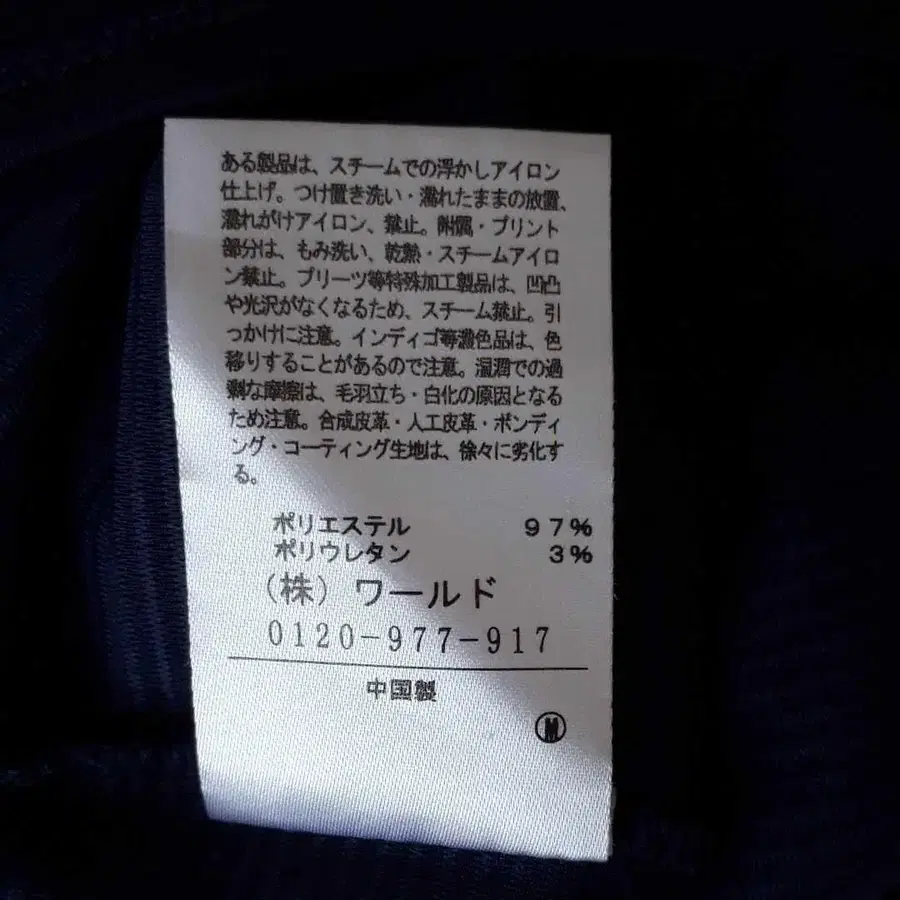 ある製品は、スチームでの浮かしアイロン
仕上げ。つけ置き洗い・濡れたままの放置、
濡れがけアイロン、禁止。附属・プリント
部分は、もみ洗い、乾熱・スチームアイロ
ン禁止。プリーツ等特殊加工製品は、凹凸
や光沢がなくなるため、スチーム禁止。引
っかけに注意。インディゴ等濃色品は、色
移りすることがあるので注意。湿潤での過
剰な摩擦は、毛羽立ち・白化の原因となる
ため注意。合成皮革・人工皮革・ボンディ
ング・コーティング生地は、徐々に劣化す
る。
ポリエステル 97%
ポリウレタン 3%
(株) ワールド
0120-977-917
中国製
M